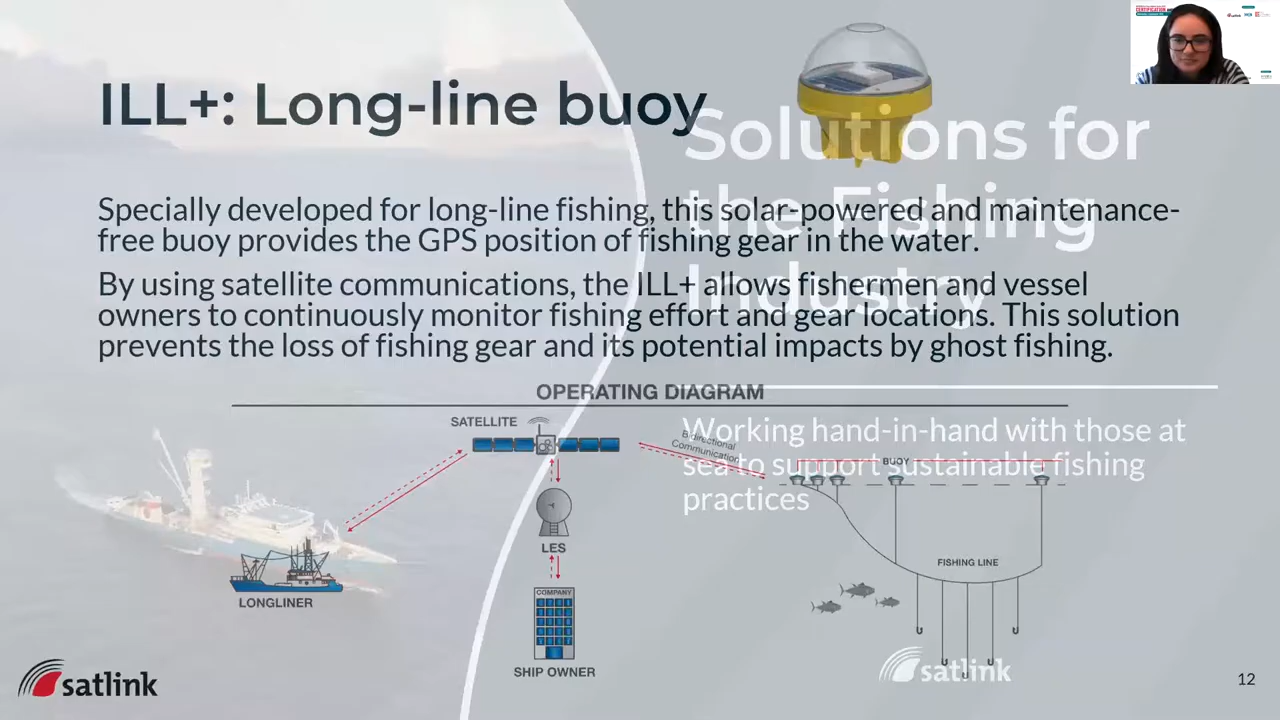 ILL+: Long-line buoy
Solutions for
the Fishing
Industry
Specially developed for long-line fishing, this solar-powered and maintenance-
free buoy provides the GPS position of fishing gear in the water.
By using satellite communications, the ILL+ allows fishermen and vessel
owners to continuously monitor fishing effort and gear locations. This solution
prevents the loss of fishing gear and its potential impacts by ghost fishing.
OPERATING DIAGRAM
SATELLITE
Bidirectional
Communication
Working hand-in-hand with those at
sea to support sustainable fishing
practices
BUOY
LES
FISHING LINE
COMPANY
LONGLINER
SHIP OWNER
satlink
satlink
12